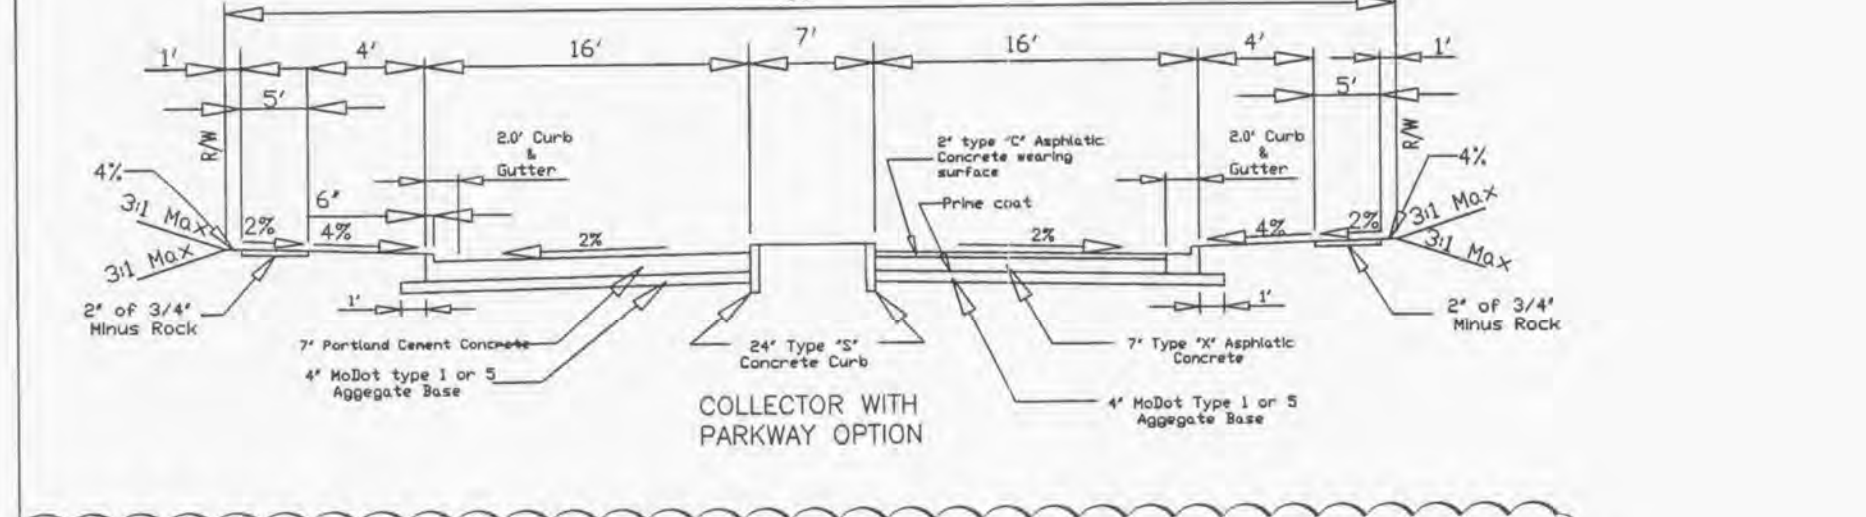 1' 4' 16' 7' 16' 4' 1'
5' 5'
R/W
R/W
2.0' Curb
&
Gutter
2" type "C" Asphlatic
Concrete wearing
surface
2.0' Curb
&
Gutter
4%
4%
6"
Prime coat
3:1 Max
2%
4%
2%
2%
4%
2%
3:1 Max
3:1 Max
3:1 Max
2" of 3/4"
Minus Rock
1'
1'
2" of 3/4"
Minus Rock
7" Portland Cement Concrete
24" Type "S"
Concrete Curb
7" Type "X" Asphlatic
Concrete
4" MoDot type 1 or 5
Aggegate Base
4" MoDot Type 1 or 5
Aggegate Base
COLLECTOR WITH
PARKWAY OPTION